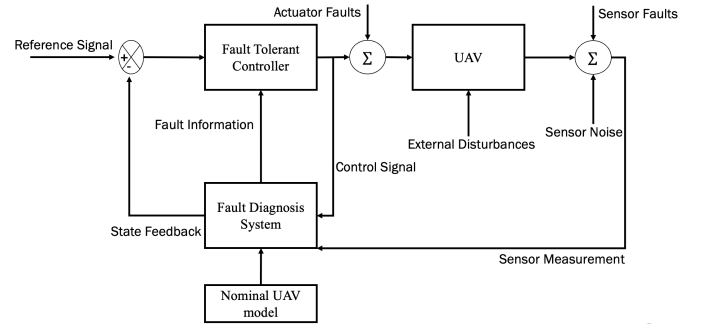 Actuator Faults
Sensor Faults
Reference Signal
+
-
Fault Tolerant
Controller
Σ
UAV
Σ
Fault Information
Sensor Noise
External Disturbances
Control Signal
Fault Diagnosis
System
State Feedback
Sensor Measurement
Nominal UAV
model